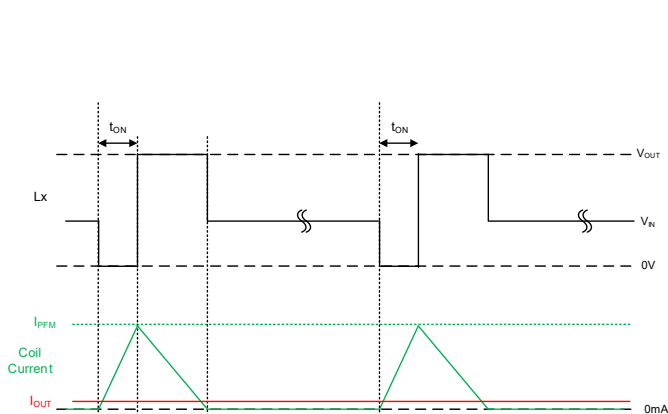 tON
tON
VOUT
Lx
VIN
0V
IPFM
Coil
Current
IOUT
0mA